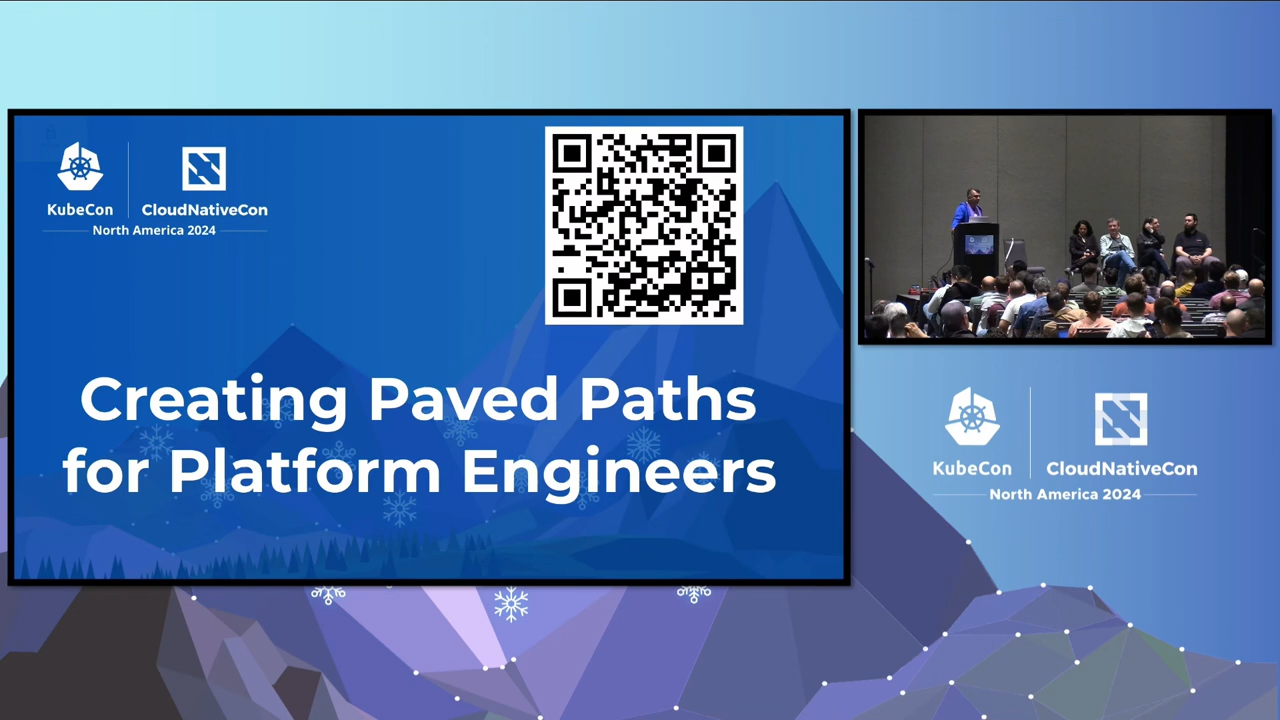 KubeCon
CloudNativeCon
North America 2024
Creating Paved Paths
for Platform Engineers
KubeCon
CloudNativeCon
North America 2024